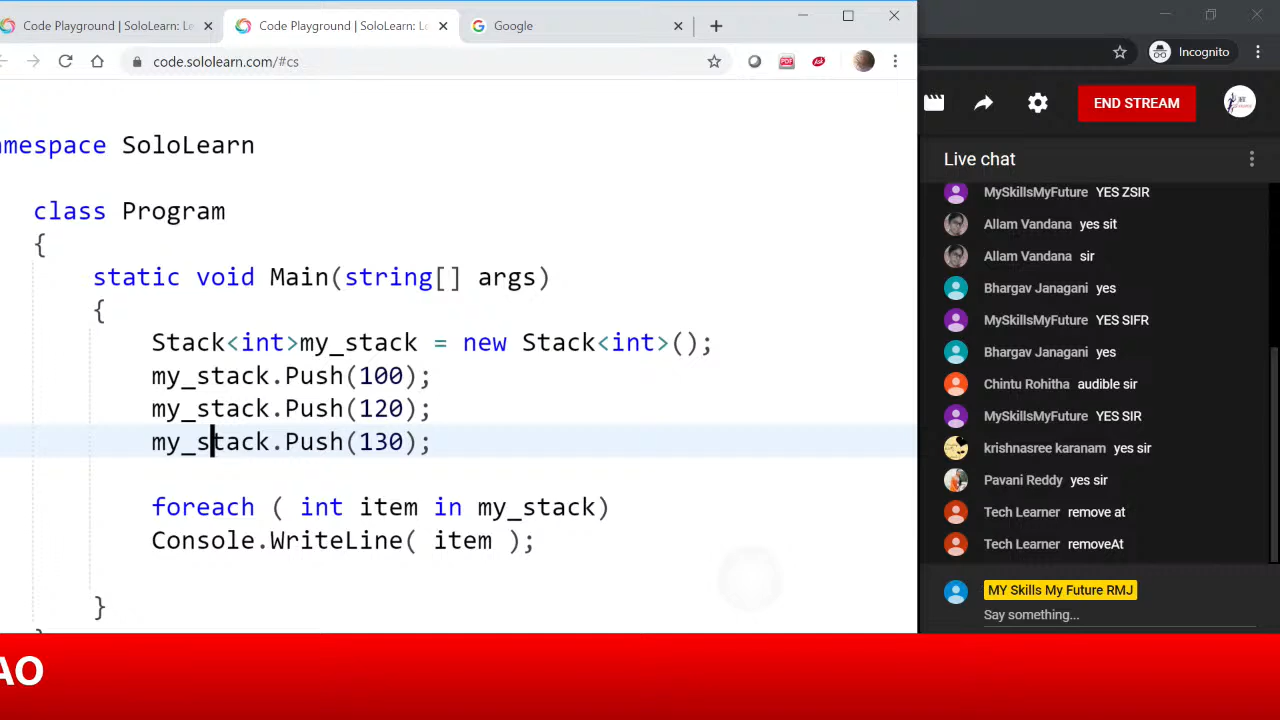 Code Playground | SoloLearn: Le
Code Playground | SoloLearn: Le
Google
code.sololearn.com/#cs
PDF
Ask
Incognito
END STREAM
amespace SoloLearn
class Program
{
static void Main(string[] args)
{
Stack<int>my_stack = new Stack<int>();
my_stack.Push(100);
my_stack.Push(120);
my_stack.Push(130);
foreach ( int item in my_stack)
Console.WriteLine( item );
}
Live chat
MySkillsMyFuture YES ZSIR
Allam Vandana yes sit
Allam Vandana sir
Bhargav Janagani yes
MySkillsMyFuture YES SIFR
Bhargav Janagani yes
Chintu Rohitha audible sir
MySkillsMyFuture YES SIR
krishnasree karanam yes sir
Pavani Reddy yes sir
Tech Learner remove at
Tech Learner removeAt
MY Skills My Future RMJ
Say something...
AO